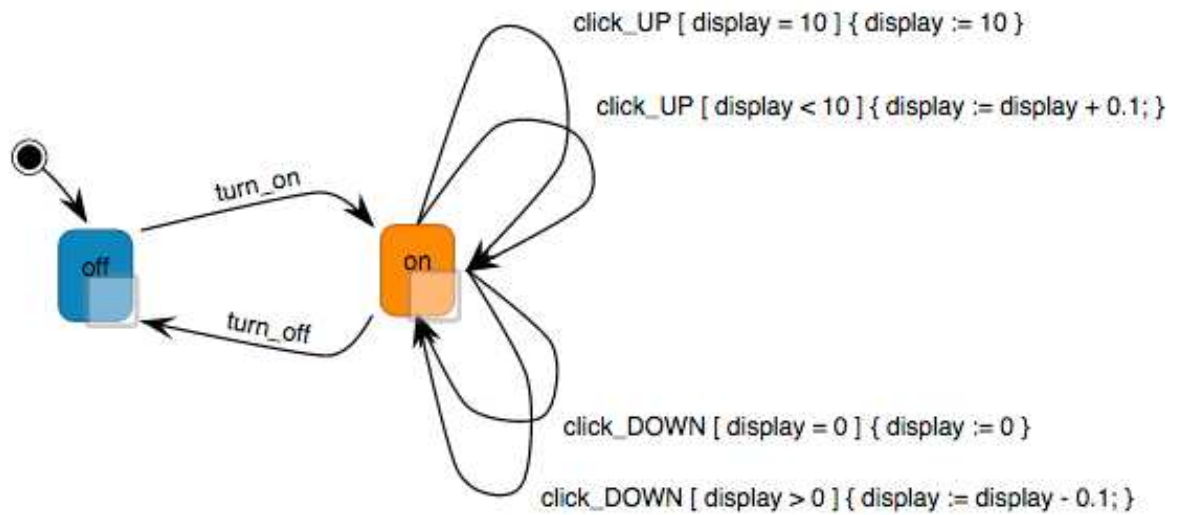 click_UP [ display = 10 ] { display := 10 }
click_UP [ display < 10 ] { display := display + 0.1; }
turn_on
off
on
turn_off
click_DOWN [ display = 0 ] { display := 0 }
click_DOWN [ display > 0 ] { display := display - 0.1; }